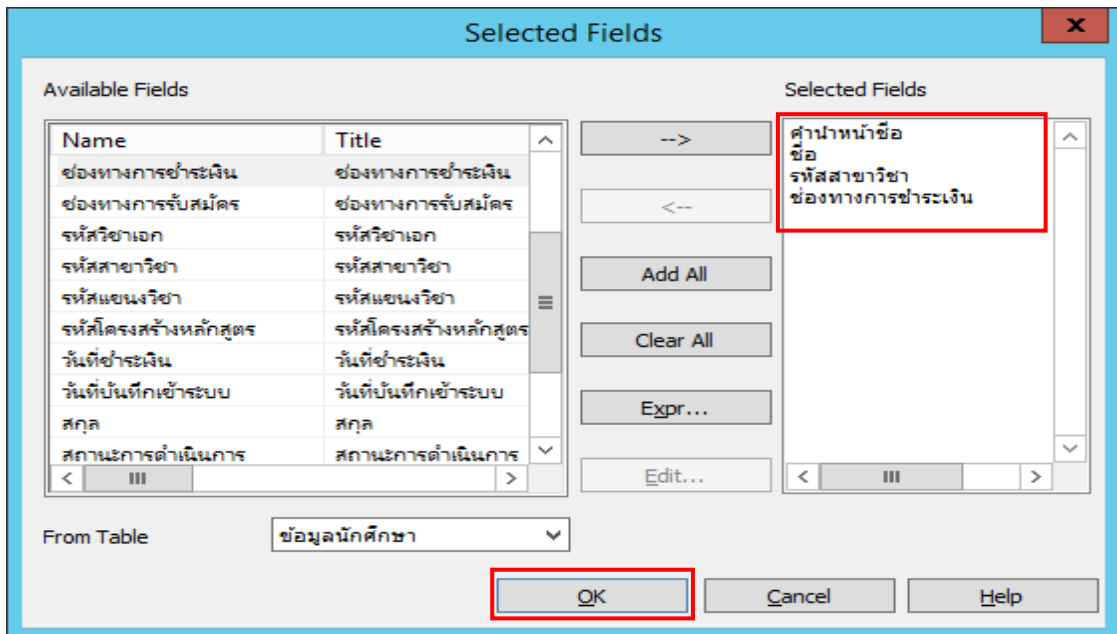 Selected Fields
x
Available Fields
Name Title
ช่องทางการชำระเงิน ช่องทางการชำระเงิน
ช่องทางการรับสมัคร ช่องทางการรับสมัคร
รหัสวิชาเอก รหัสวิชาเอก
รหัสสาขาวิชา รหัสสาขาวิชา
รหัสแขนงวิชา รหัสแขนงวิชา
รหัสโครงสร้างหลักสูตร รหัสโครงสร้างหลักสูตร
วันที่ชำระเงิน วันที่ชำระเงิน
วันที่บันทึกเข้าระบบ วันที่บันทึกเข้าระบบ
สกุล สกุล
สถานะการดำเนินการ สถานะการดำเนินการ
-->
<--
Add All
Clear All
Expr...
Edit...
Selected Fields
คำนำหน้าชื่อ
ชื่อ
รหัสสาขาวิชา
ช่องทางการชำระเงิน
From Table ข้อมูลนักศึกษา
OK Cancel Help